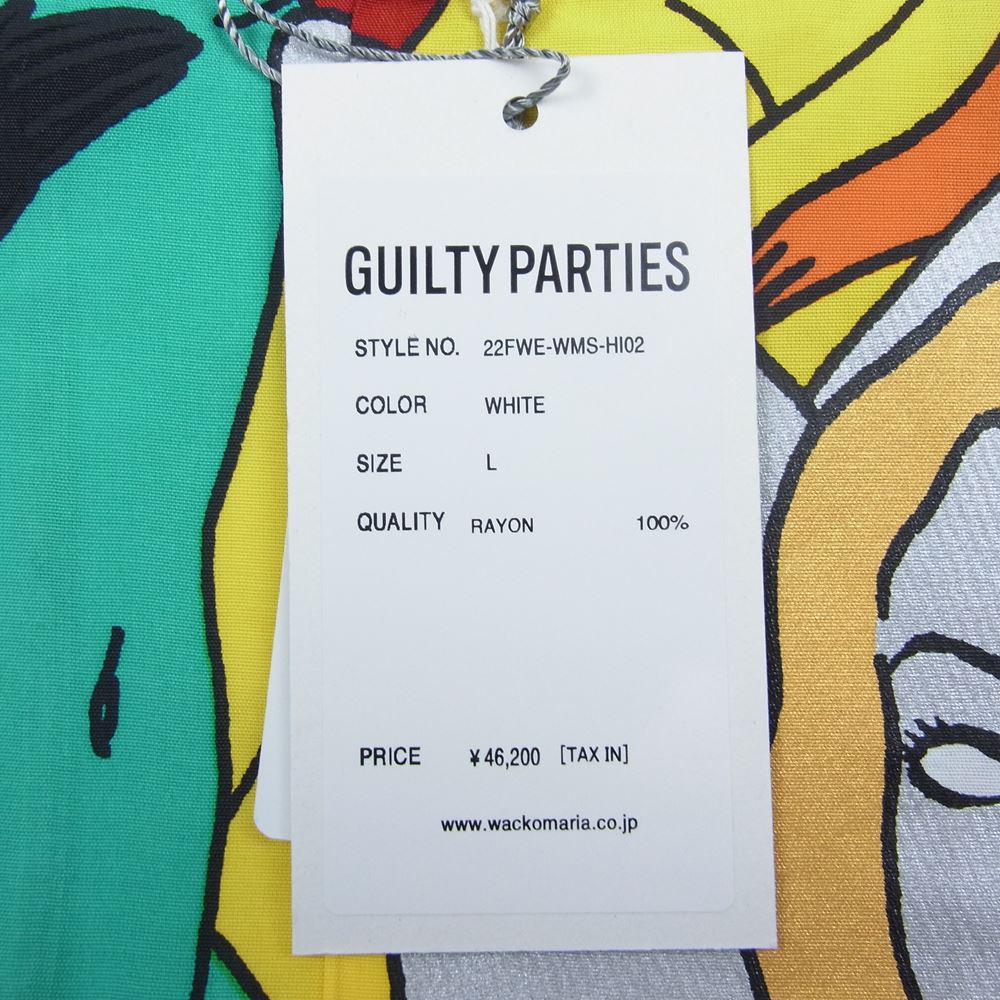 GUILTY PARTIES
STYLE NO. 22FWE-WMS-HI02
COLOR WHITE
SIZE L
QUALITY RAYON 100%
PRICE ¥46,200 [TAX IN]
www.wackomaria.co.jp